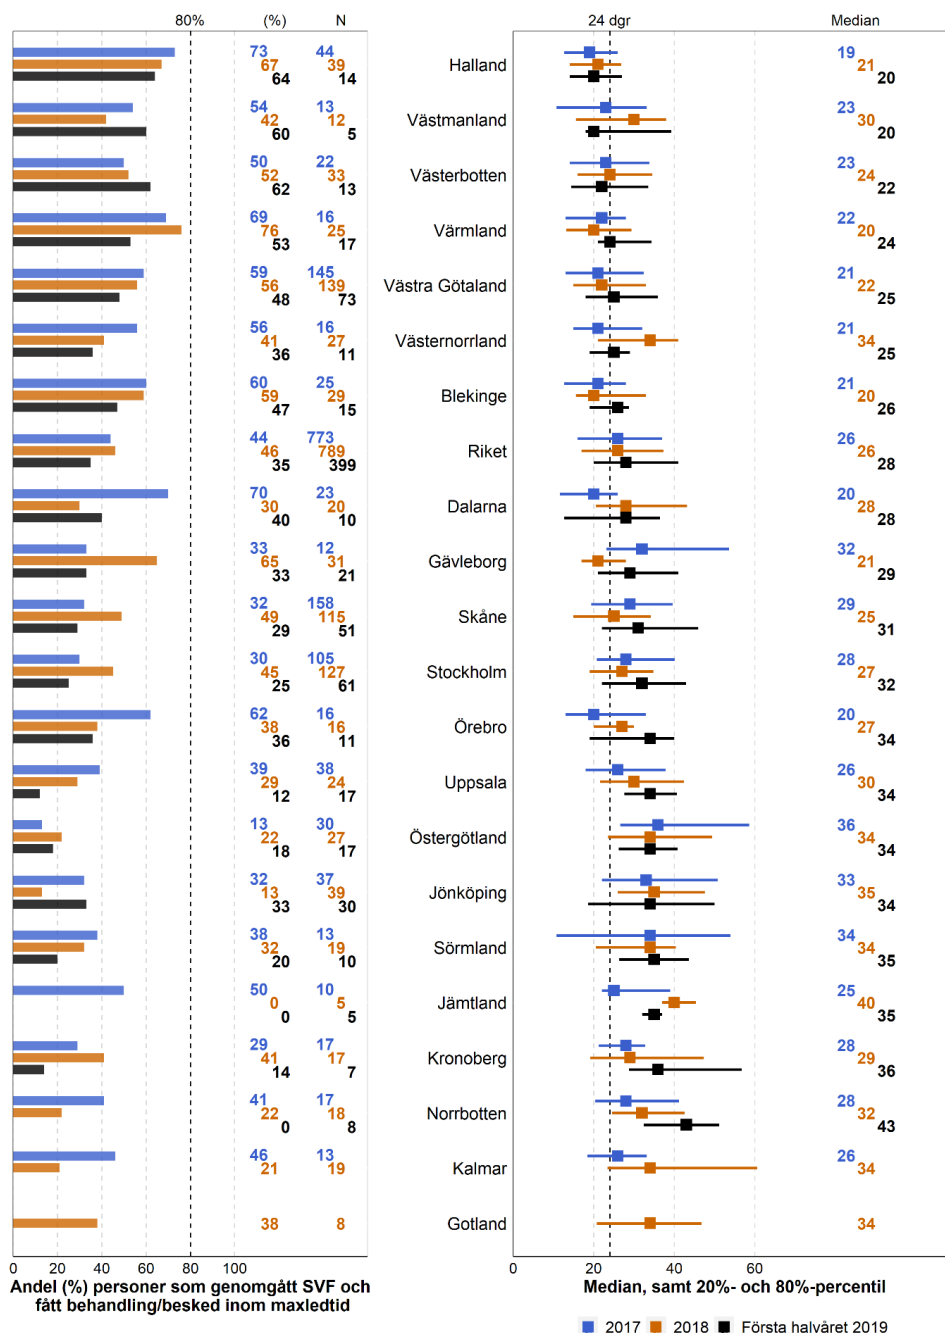 80% (%) N 24 dgr Median
73 44 19
67 39 Halland 21
64 14 20
54 13 23
42 12 Västmanland 30
60 5 20
50 22 23
52 33 Västerbotten 24
62 13 22
69 16 22
76 25 Värmland 20
53 17 24
59 145 21
56 139 Västra Götaland 22
48 73 25
56 16 21
41 27 Västernorrland 34
36 11 25
60 25 21
59 29 Blekinge 20
47 15 26
44 773 26
46 789 Riket 26
35 399 28
70 23 20
30 20 Dalarna 28
40 10 28
33 12 32
65 31 Gävleborg 21
33 21 29
32 158 29
49 115 Skåne 25
29 51 31
30 105 28
45 127 Stockholm 27
25 61 32
62 16 20
38 16 Örebro 27
36 11 34
39 38 26
29 24 Uppsala 30
12 17 34
13 30 36
22 27 Östergötland 34
18 17 34
32 37 33
13 39 Jönköping 35
33 30 34
38 13 34
32 19 Sörmland 34
20 10 35
50 10 25
0 5 Jämtland 40
0 5 35
29 17 28
41 17 Kronoberg 29
14 7 36
41 17 28
22 18 Norrbotten 32
0 8 43
46 13 26
21 19 Kalmar 34
38 8 Gotland 34
0 20 40 60 80 100 0 20 40 60
Andel (%) personer som genomgått SVF och
fått behandling/besked inom maxledtid
Median, samt 20%- och 80%-percentil
2017 2018 Första halvåret 2019